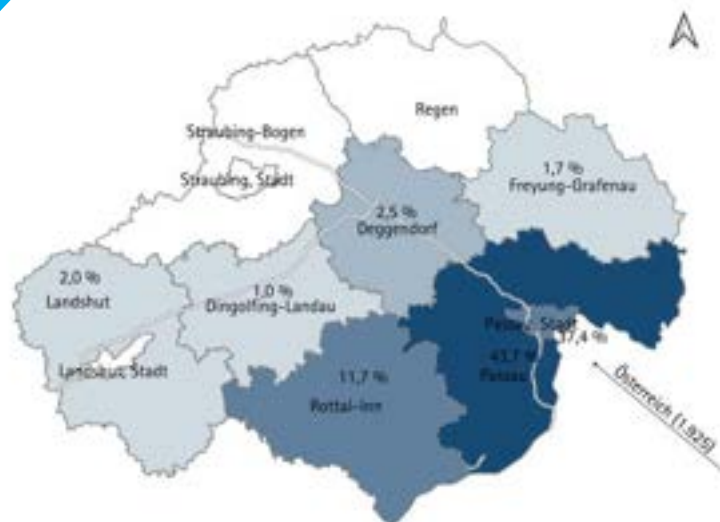 Regen
Straubing-Bogen
Straubing, Stadt
1,7 %
Freyung-Grafenau
2,5 %
Deggendorf
2,0 %
Landshut
1,0 %
Dingolfing-Landau
Passau, Stadt
17,4 %
43,7 %
Passau
Landshut, Stadt
11,7 %
Rottal-Inn
Österreich (1.925)